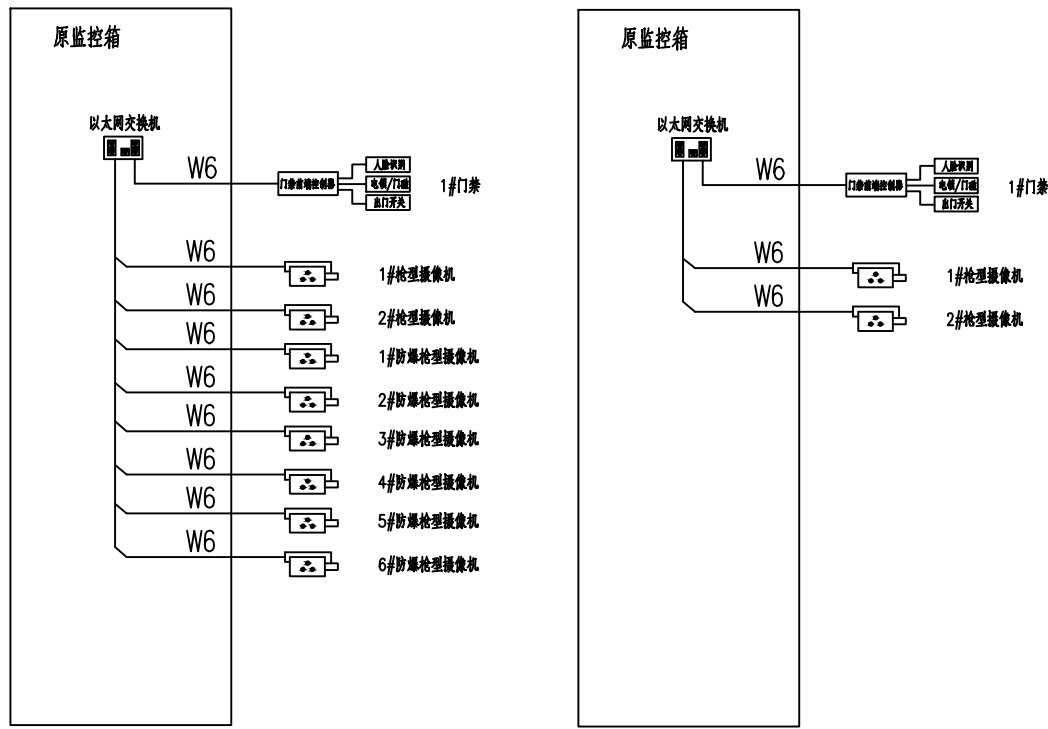 原监控箱
以太网交换机
W6
门禁前端控制器
人脸识别
电锁/门磁
出门开关
1#门禁
W6
1#枪型摄像机
W6
2#枪型摄像机
W6
1#防爆枪型摄像机
W6
2#防爆枪型摄像机
W6
3#防爆枪型摄像机
W6
4#防爆枪型摄像机
W6
5#防爆枪型摄像机
W6
6#防爆枪型摄像机
原监控箱
以太网交换机
W6
门禁前端控制器
人脸识别
电锁/门磁
出门开关
1#门禁
W6
1#枪型摄像机
W6
2#枪型摄像机